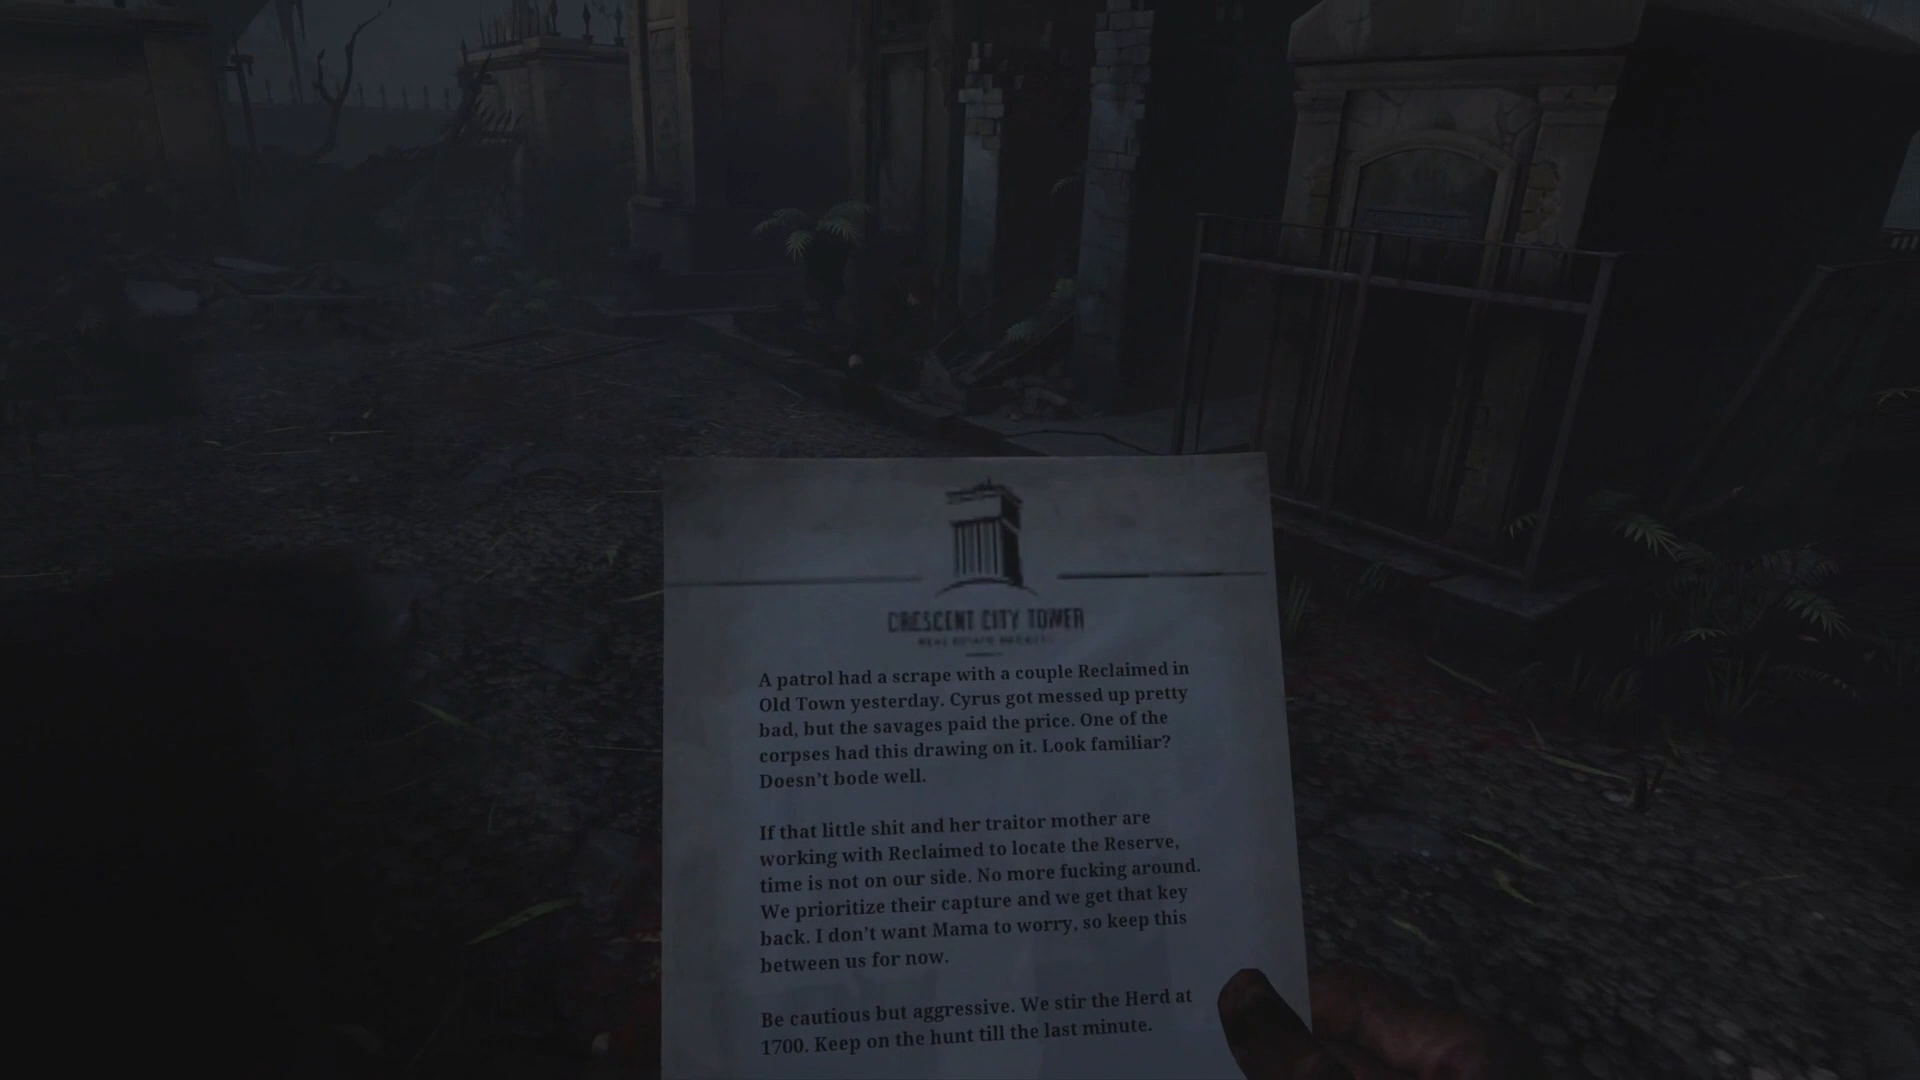 CRESCENT CITY TOWER
A patrol had a scrape with a couple Reclaimed in
Old Town yesterday. Cyrus got messed up pretty
bad, but the savages paid the price. One of the
corpses had this drawing on it. Look familiar?
Doesn't bode well.
If that little shit and her traitor mother are
working with Reclaimed to locate the Reserve,
time is not on our side. No more fucking around.
We prioritize their capture and we get that key
back. I don't want Mama to worry, so keep this
between us for now.
Be cautious but aggressive. We stir the Herd at
1700. Keep on the hunt till the last minute.